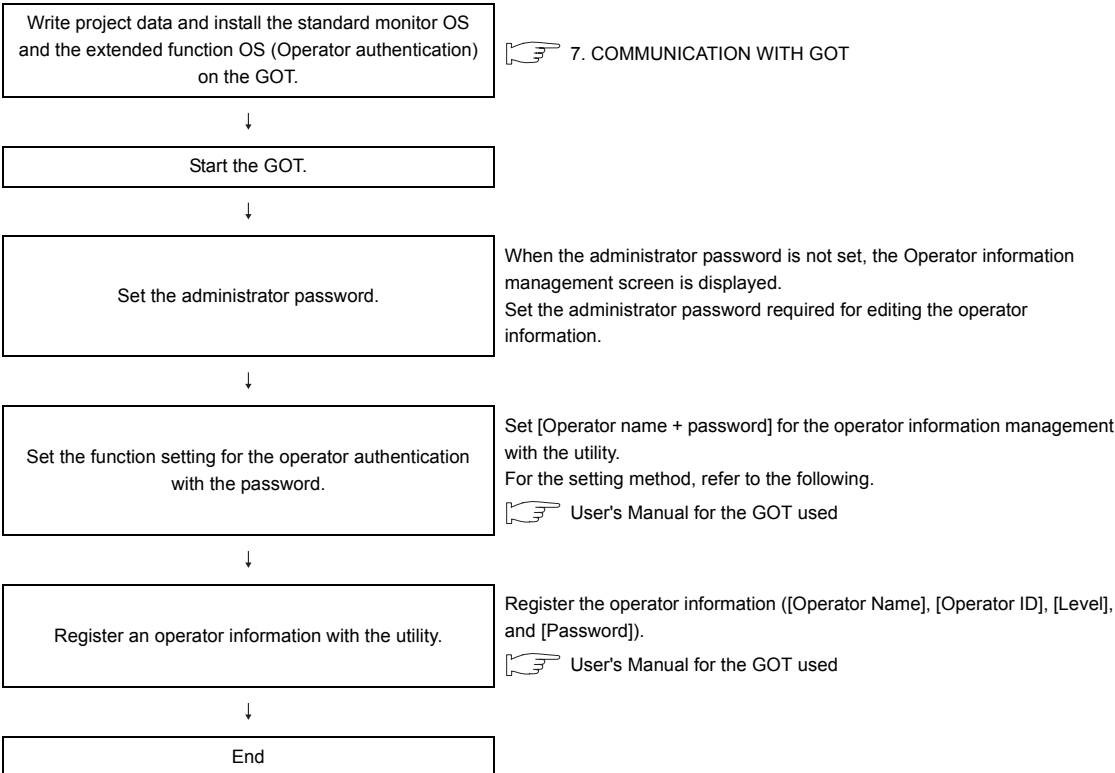 Write project data and install the standard monitor OS
and the extended function OS (Operator authentication)
on the GOT.
7. COMMUNICATION WITH GOT
↓
Start the GOT.
↓
Set the administrator password.
When the administrator password is not set, the Operator information
management screen is displayed.
Set the administrator password required for editing the operator
information.
↓
Set the function setting for the operator authentication
with the password.
Set [Operator name + password] for the operator information management
with the utility.
For the setting method, refer to the following.
User's Manual for the GOT used
↓
Register an operator information with the utility.
Register the operator information ([Operator Name], [Operator ID], [Level],
and [Password]).
User's Manual for the GOT used
↓
End